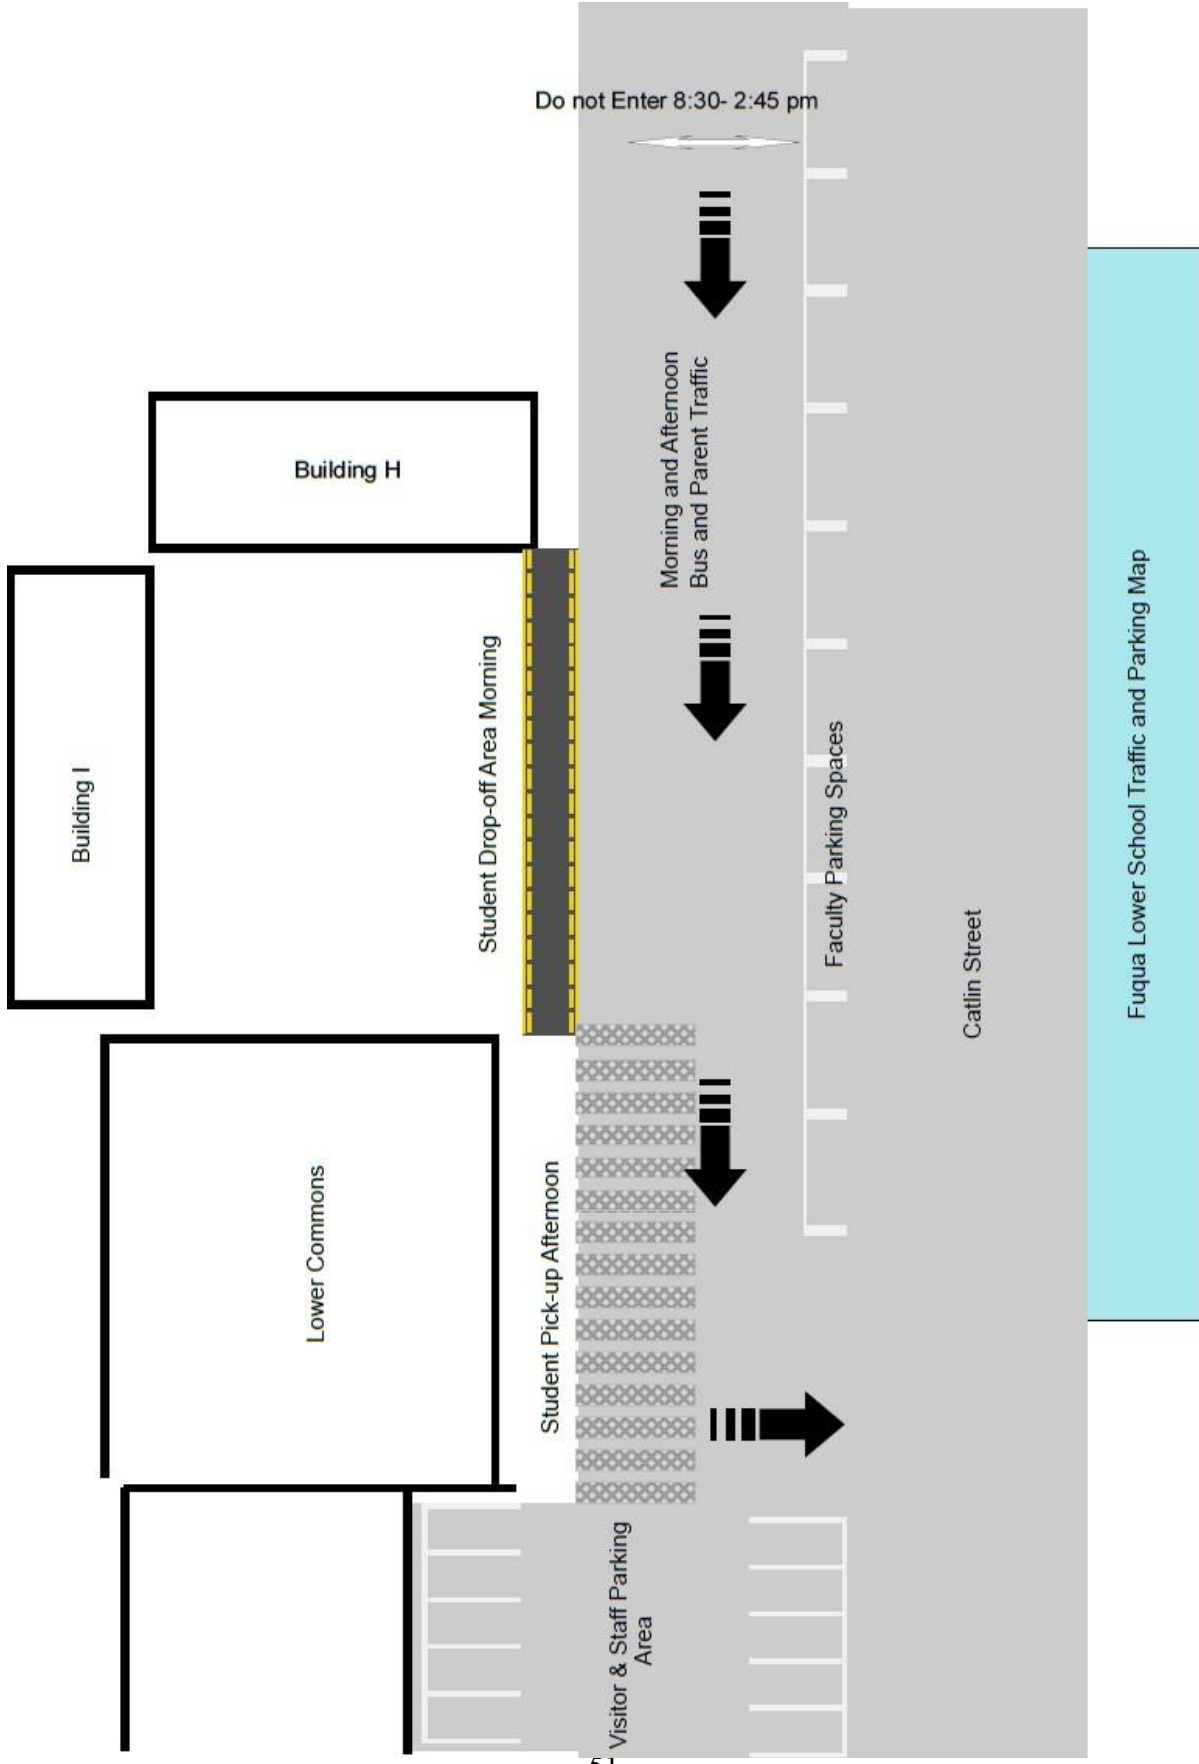 Do not Enter 8:30- 2:45 pm
Morning and Afternoon
Bus and Parent Traffic
Building H
Building I
Student Drop-off Area Morning
Faculty Parking Spaces
Catlin Street
Fuqua Lower School Traffic and Parking Map
Lower Commons
Student Pick-up Afternoon
Visitor & Staff Parking
Area
51